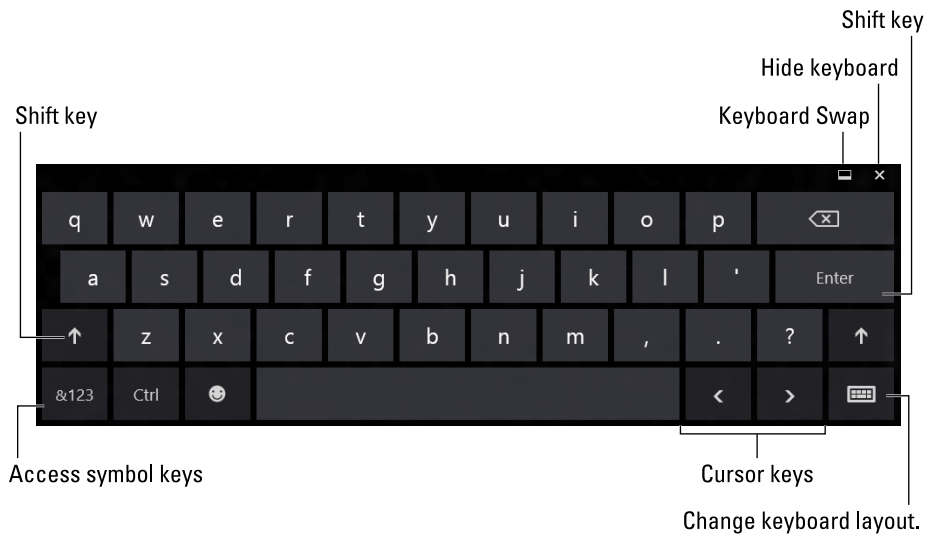 Shift key
Hide keyboard
Shift key
Keyboard Swap
q w e r t y u i o p
a s d f g h j k l ' Enter
z x c v b n m , . ?
&123 Ctrl
Access symbol keys
Cursor keys
Change keyboard layout.